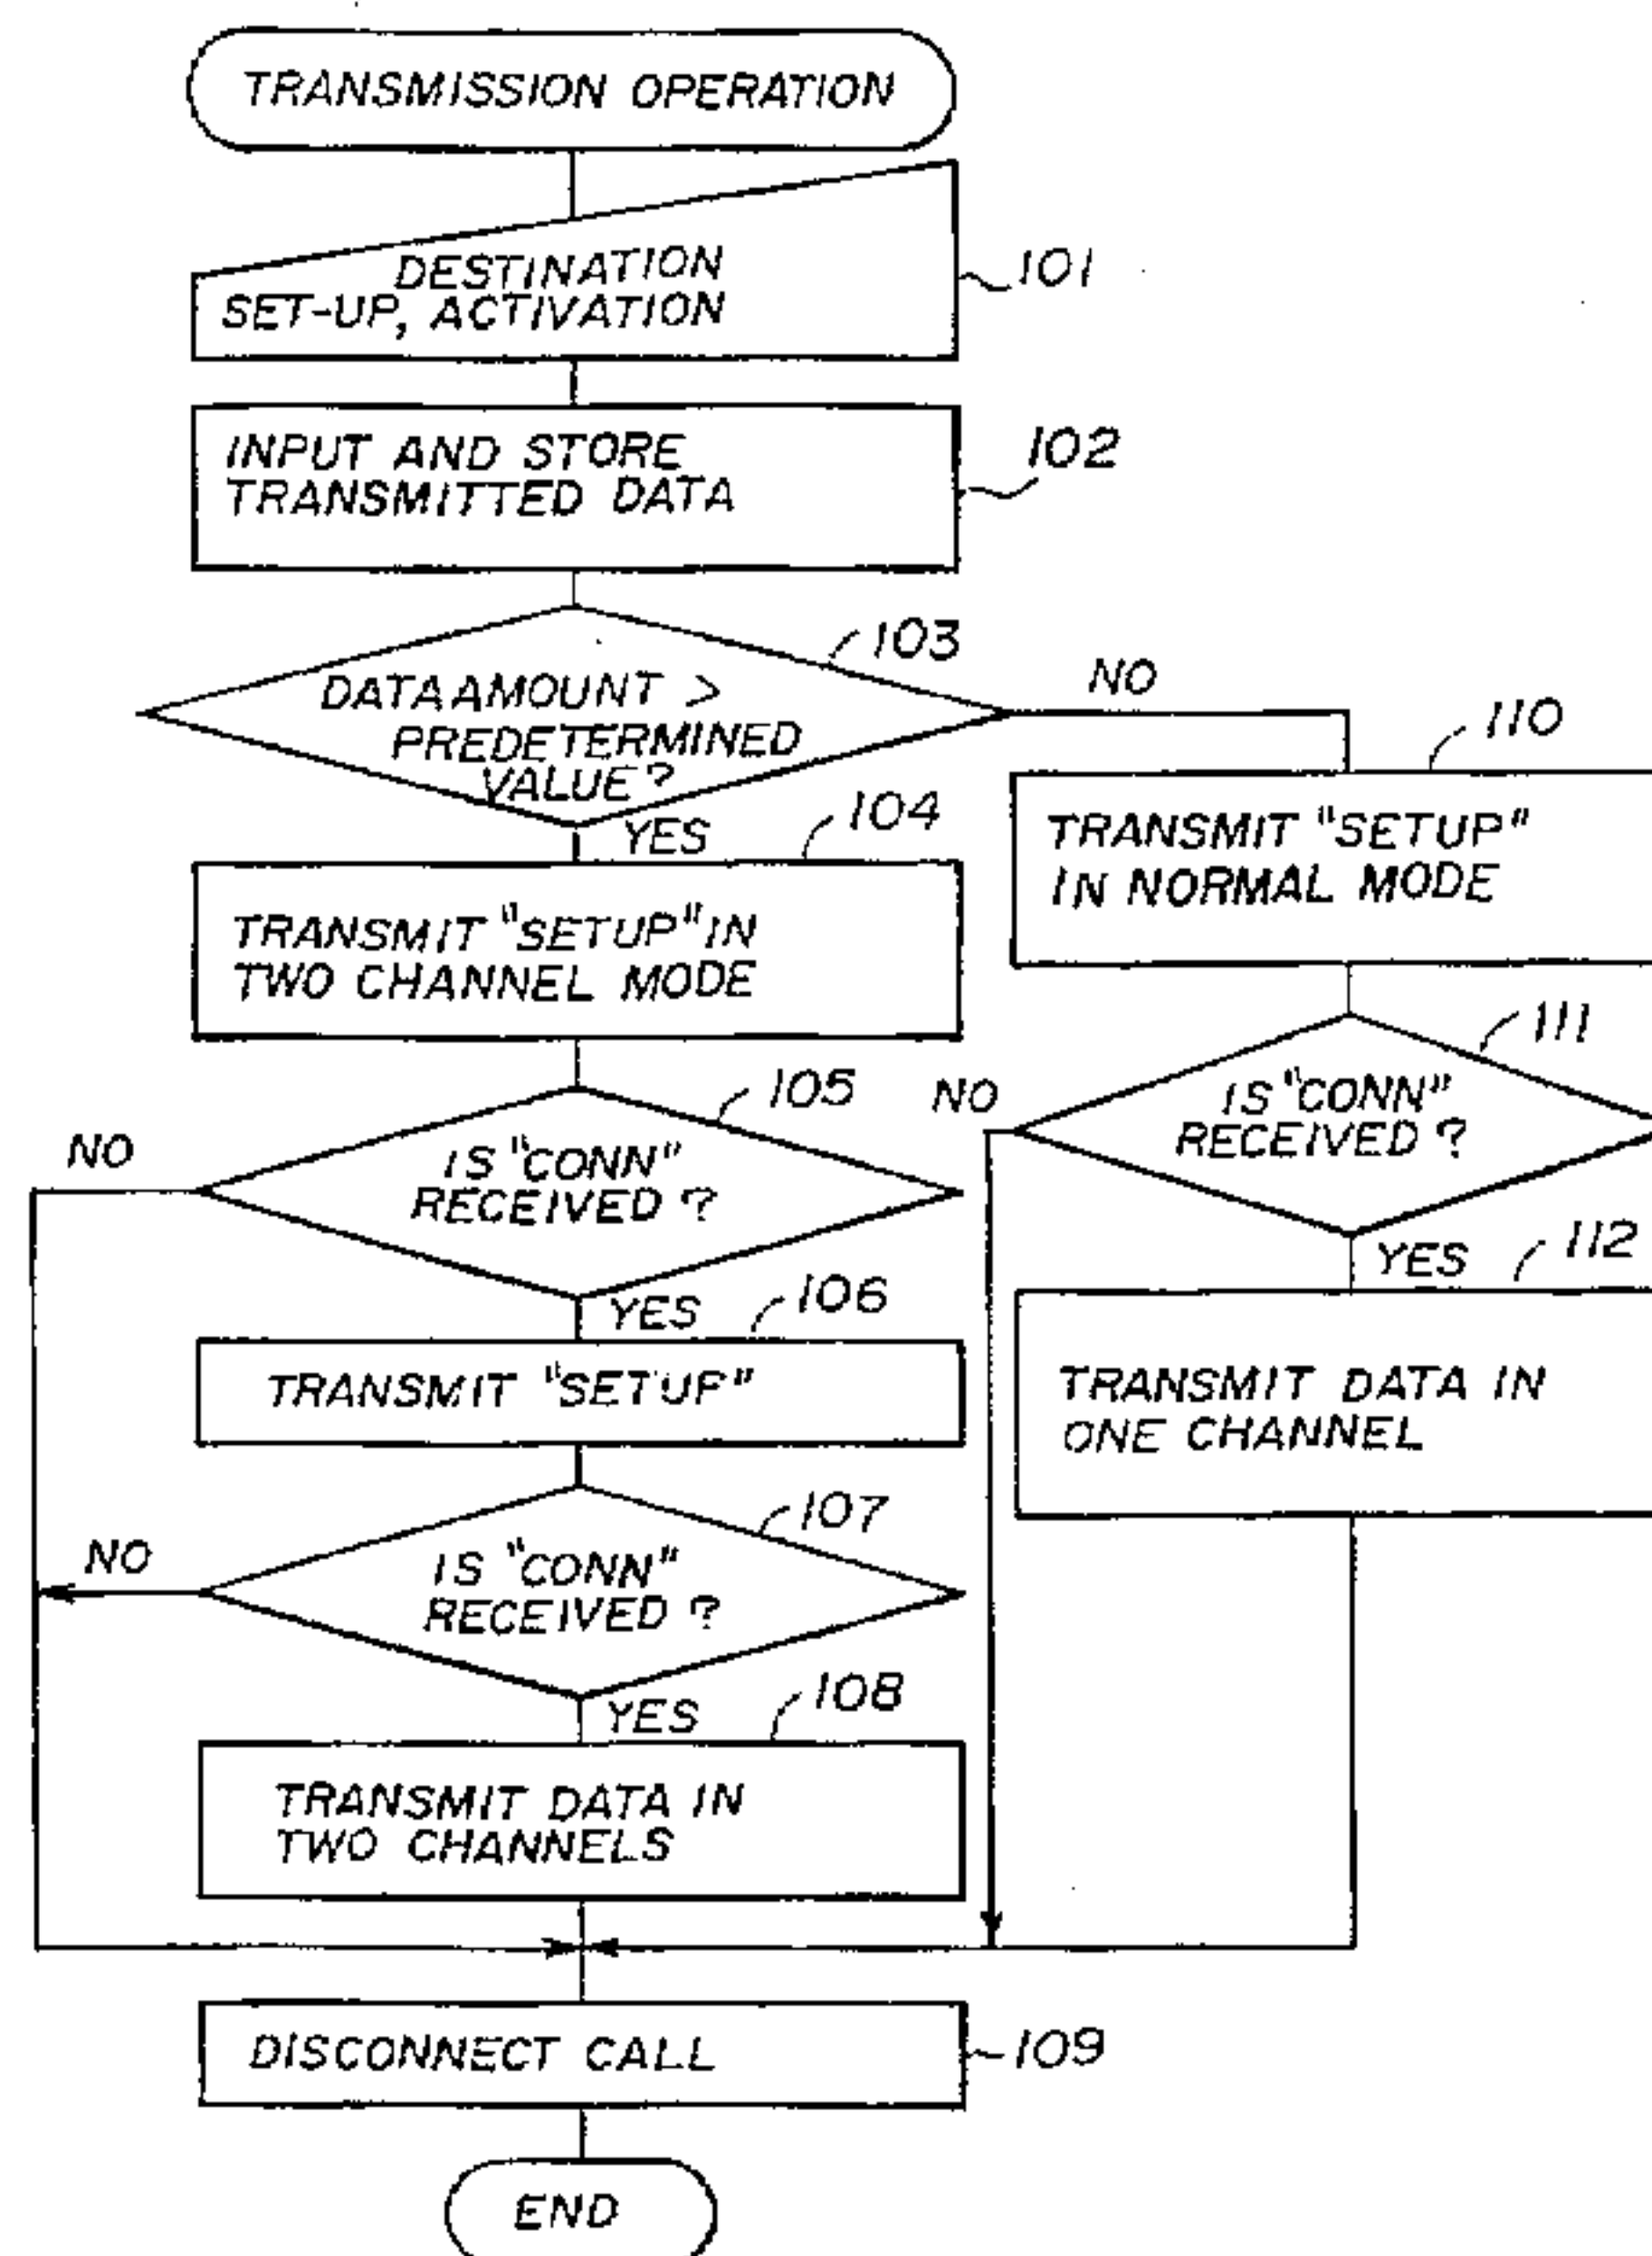 TRANSMISSION OPERATION
DESTINATION
SET-UP, ACTIVATION
101
INPUT AND STORE
TRANSMITTED DATA
102
DATA AMOUNT >
PREDETERMINED
VALUE?
103
NO
YES
104
TRANSMIT "SETUP" IN
TWO CHANNEL MODE
110
TRANSMIT "SETUP"
IN NORMAL MODE
105
IS "CONN"
RECEIVED ?
NO
YES
111
IS "CONN"
RECEIVED ?
NO
YES
106
TRANSMIT "SETUP"
112
TRANSMIT DATA IN
ONE CHANNEL
107
IS "CONN"
RECEIVED ?
NO
YES
108
TRANSMIT DATA IN
TWO CHANNELS
DISCONNECT CALL
109
END